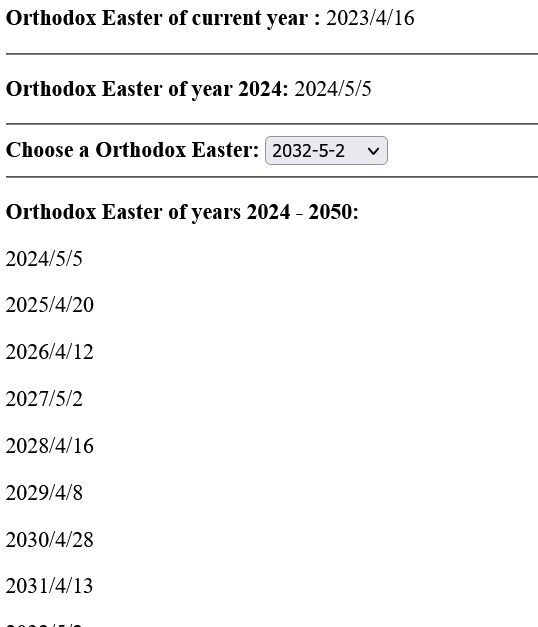 Orthodox Easter of current year : 2023/4/16
Orthodox Easter of year 2024: 2024/5/5
Choose a Orthodox Easter: 2032-5-2
Orthodox Easter of years 2024 - 2050:
2024/5/5
2025/4/20
2026/4/12
2027/5/2
2028/4/16
2029/4/8
2030/4/28
2031/4/13